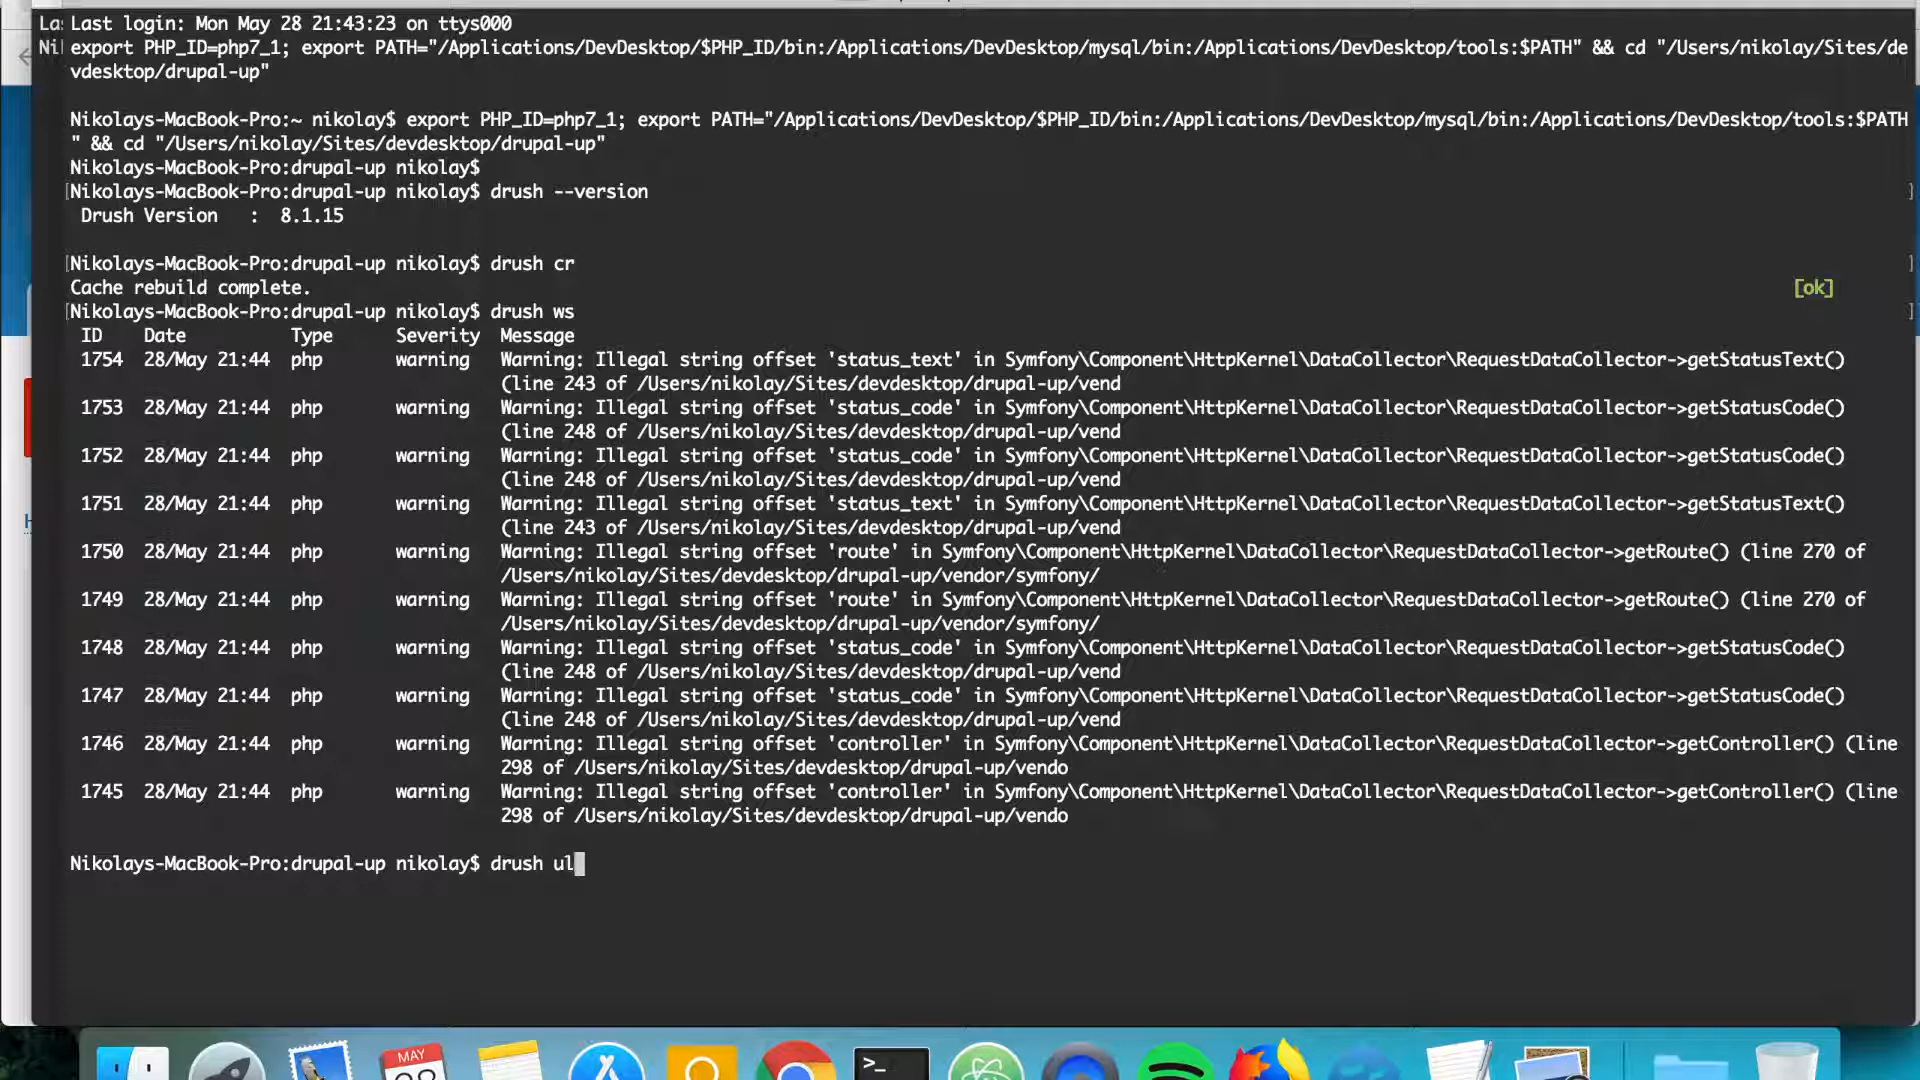 Last login: Mon May 28 21:43:23 on ttys000
export PHP_ID=php7_1; export PATH="/Applications/DevDesktop/$PHP_ID/bin:/Applications/DevDesktop/mysql/bin:/Applications/DevDesktop/tools:$PATH" && cd "/Users/nikolay/Sites/de
vdesktop/drupal-up"
Nikolays-MacBook-Pro:~ nikolay$ export PHP_ID=php7_1; export PATH="/Applications/DevDesktop/$PHP_ID/bin:/Applications/DevDesktop/mysql/bin:/Applications/DevDesktop/tools:$PATH
" && cd "/Users/nikolay/Sites/devdesktop/drupal-up"
Nikolays-MacBook-Pro:drupal-up nikolay$
[Nikolays-MacBook-Pro:drupal-up nikolay$ drush --version ]
Drush Version : 8.1.15
[Nikolays-MacBook-Pro:drupal-up nikolay$ drush cr ]
Cache rebuild complete. [ok]
[Nikolays-MacBook-Pro:drupal-up nikolay$ drush ws ]
ID Date Type Severity Message
1754 28/May 21:44 php warning Warning: Illegal string offset 'status_text' in Symfony\Component\HttpKernel\DataCollector\RequestDataCollector->getStatusText()
(line 243 of /Users/nikolay/Sites/devdesktop/drupal-up/vend
1753 28/May 21:44 php warning Warning: Illegal string offset 'status_code' in Symfony\Component\HttpKernel\DataCollector\RequestDataCollector->getStatusCode()
(line 248 of /Users/nikolay/Sites/devdesktop/drupal-up/vend
1752 28/May 21:44 php warning Warning: Illegal string offset 'status_code' in Symfony\Component\HttpKernel\DataCollector\RequestDataCollector->getStatusCode()
(line 248 of /Users/nikolay/Sites/devdesktop/drupal-up/vend
1751 28/May 21:44 php warning Warning: Illegal string offset 'status_text' in Symfony\Component\HttpKernel\DataCollector\RequestDataCollector->getStatusText()
(line 243 of /Users/nikolay/Sites/devdesktop/drupal-up/vend
1750 28/May 21:44 php warning Warning: Illegal string offset 'route' in Symfony\Component\HttpKernel\DataCollector\RequestDataCollector->getRoute() (line 270 of
/Users/nikolay/Sites/devdesktop/drupal-up/vendor/symfony/
1749 28/May 21:44 php warning Warning: Illegal string offset 'route' in Symfony\Component\HttpKernel\DataCollector\RequestDataCollector->getRoute() (line 270 of
/Users/nikolay/Sites/devdesktop/drupal-up/vendor/symfony/
1748 28/May 21:44 php warning Warning: Illegal string offset 'status_code' in Symfony\Component\HttpKernel\DataCollector\RequestDataCollector->getStatusCode()
(line 248 of /Users/nikolay/Sites/devdesktop/drupal-up/vend
1747 28/May 21:44 php warning Warning: Illegal string offset 'status_code' in Symfony\Component\HttpKernel\DataCollector\RequestDataCollector->getStatusCode()
(line 248 of /Users/nikolay/Sites/devdesktop/drupal-up/vend
1746 28/May 21:44 php warning Warning: Illegal string offset 'controller' in Symfony\Component\HttpKernel\DataCollector\RequestDataCollector->getController() (line
298 of /Users/nikolay/Sites/devdesktop/drupal-up/vendo
1745 28/May 21:44 php warning Warning: Illegal string offset 'controller' in Symfony\Component\HttpKernel\DataCollector\RequestDataCollector->getController() (line
298 of /Users/nikolay/Sites/devdesktop/drupal-up/vendo
Nikolays-MacBook-Pro:drupal-up nikolay$ drush ul
MAY